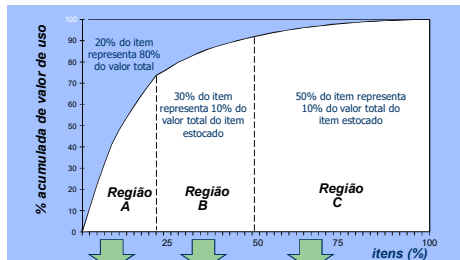 100
20% do item
representa 80%
do valor total
90
80
70
30% do item
representa 10% do
valor total do item
estocado
50% do item representa
10% do valor total do
item estocado
60
50
40
30
20
10
0
% acumulada de valor de uso
Região
A
Região
B
Região
C
25
50
75
100
itens (%)